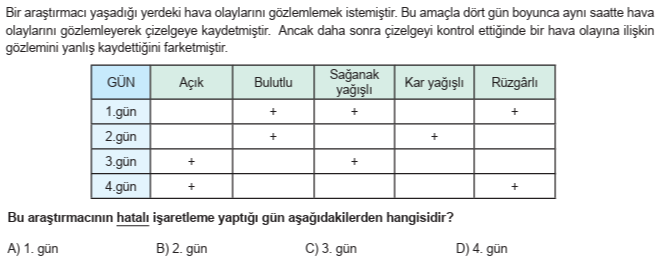 Bir araştırmacı yaşadığı yerdeki hava olaylarını gözlemlemek istemiştir. Bu amaçla dört gün boyunca aynı saatte hava
olaylarını gözlemleyerek çizelgeye kaydetmiştir. Ancak daha sonra çizelgeyi kontrol ettiğinde bir hava olayına ilişkin
gözlemini yanlış kaydettiğini farketmiştir.
GÜN Açık Bulutlu Sağanak yağışlı Kar yağışlı Rüzgârlı
1.gün + + +
2.gün + +
3.gün + +
4.gün + +
Bu araştırmacının hatalı işaretleme yaptığı gün aşağıdakilerden hangisidir?
A) 1. gün B) 2. gün C) 3. gün D) 4. gün